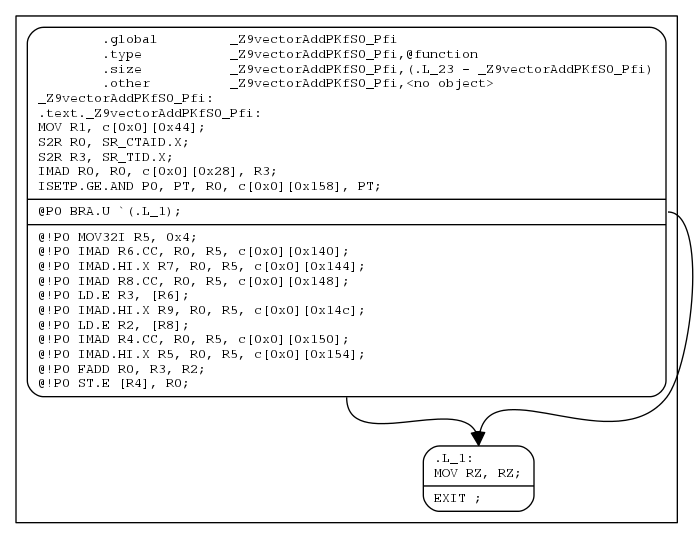 .global _Z9vectorAddPKfS0_Pfi
.type _Z9vectorAddPKfS0_Pfi,@function
.size _Z9vectorAddPKfS0_Pfi,(.L_23 - _Z9vectorAddPKfS0_Pfi)
.other _Z9vectorAddPKfS0_Pfi,<no object>
_Z9vectorAddPKfS0_Pfi:
.text._Z9vectorAddPKfS0_Pfi:
MOV R1, c[0x0][0x44];
S2R R0, SR_CTAID.X;
S2R R3, SR_TID.X;
IMAD R0, R0, c[0x0][0x28], R3;
ISETP.GE.AND P0, PT, R0, c[0x0][0x158], PT;
@P0 BRA.U `(.L_1);
@!P0 MOV32I R5, 0x4;
@!P0 IMAD R6.CC, R0, R5, c[0x0][0x140];
@!P0 IMAD.HI.X R7, R0, R5, c[0x0][0x144];
@!P0 IMAD R8.CC, R0, R5, c[0x0][0x148];
@!P0 LD.E R3, [R6];
@!P0 IMAD.HI.X R9, R0, R5, c[0x0][0x14c];
@!P0 LD.E R2, [R8];
@!P0 IMAD R4.CC, R0, R5, c[0x0][0x150];
@!P0 IMAD.HI.X R5, R0, R5, c[0x0][0x154];
@!P0 FADD R0, R3, R2;
@!P0 ST.E [R4], R0;
.L_1:
MOV RZ, RZ;
EXIT ;